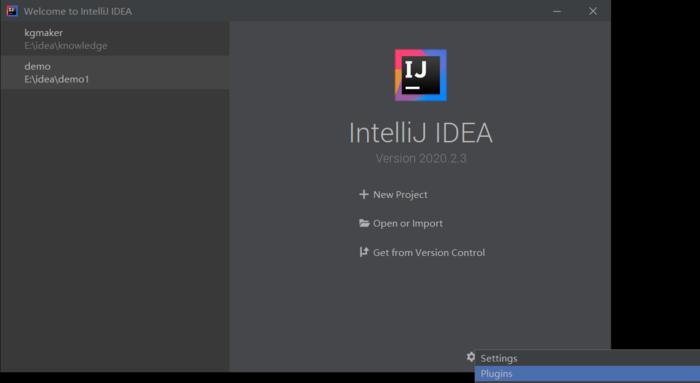 Welcome to IntelliJ IDEA
kgmaker
E:\idea\knowledge
demo
E:\idea\demo1
IJ
IntelliJ IDEA
Version 2020.2.3
New Project
Open or Import
Get from Version Control
Settings
Plugins